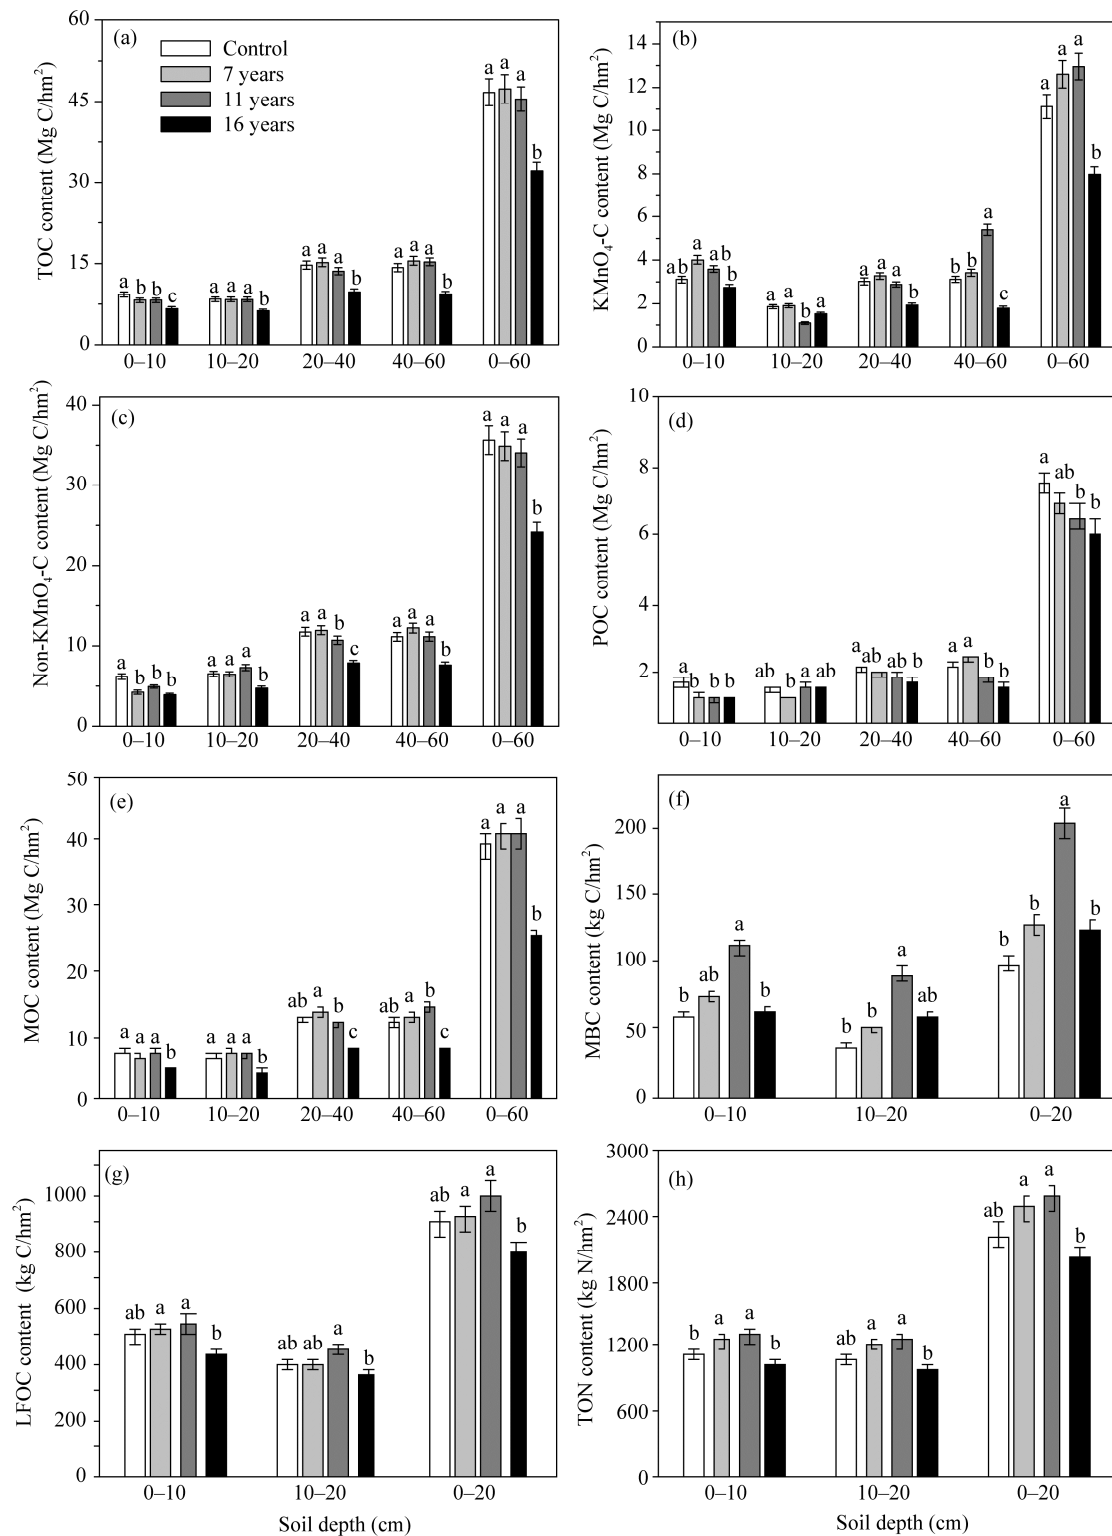 (a)
Control
7 years
11 years
16 years
TOC content (Mg C/hm²)
60
45
30
15
0
a b b c
a a a b
a a a b
a a a b
a a a b
0–10 10–20 20–40 40–60 0–60
(b)
KMnO₄-C content (Mg C/hm²)
14
12
10
8
6
4
2
0
ab a ab b
a a b a
a a a b
b b a c
a a a b
0–10 10–20 20–40 40–60 0–60
(c)
Non-KMnO₄-C content (Mg C/hm²)
40
30
20
10
0
a b b b
a a a b
a a b c
a a a b
a a a b
0–10 10–20 20–40 40–60 0–60
(d)
POC content (Mg C/hm²)
10
8
6
4
2
a b b b
ab b a ab
a ab ab b
a a b b
a ab b b
0–10 10–20 20–40 40–60 0–60
(e)
MOC content (Mg C/hm²)
50
40
30
20
10
0
a a a b
a a a b
ab a b c
ab a b c
a a a b
0–10 10–20 20–40 40–60 0–60
(f)
MBC content (kg C/hm²)
200
150
100
50
0
b ab a b
b b a ab
b b a b
0–10 10–20 0–20
(g)
LFOC content (kg C/hm²)
1000
800
600
400
200
0
ab a a b
ab ab a b
ab a a b
0–10 10–20 0–20
Soil depth (cm)
(h)
TON content (kg N/hm²)
3000
2400
1800
1200
600
0
b a a b
ab a a b
ab a a b
0–10 10–20 0–20
Soil depth (cm)